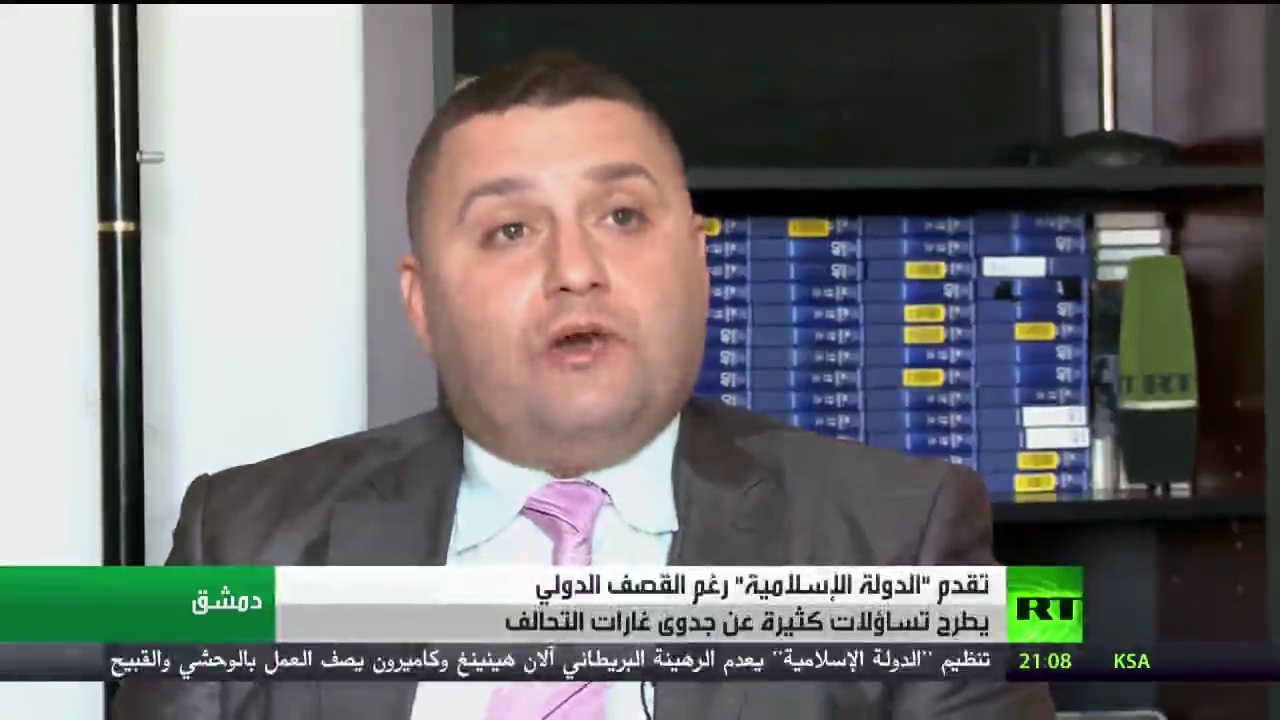 TRT
تقدم "الدولة الإسلامية" رغم القصف الدولي
يطرح تساؤلات كثيرة عن جدوى غارات التحالف
دمشق
RT
تنظيم "الدولة الإسلامية" يعدم الرهينة البريطاني آلان هينينغ وكاميرون يصف العمل بالوحشي والقبيح
21:08 KSA